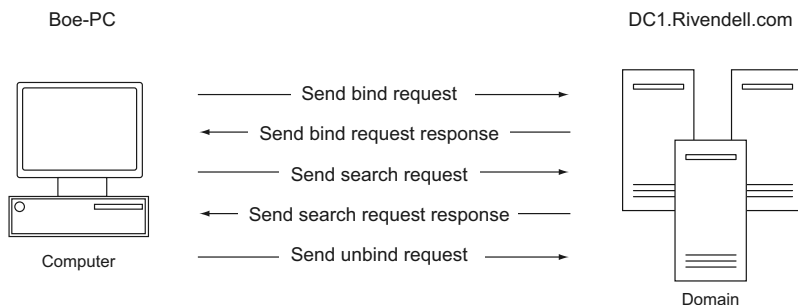 Boe-PC
DC1.Rivendell.com
Send bind request
Send bind request response
Send search request
Send search request response
Send unbind request
Computer
Domain